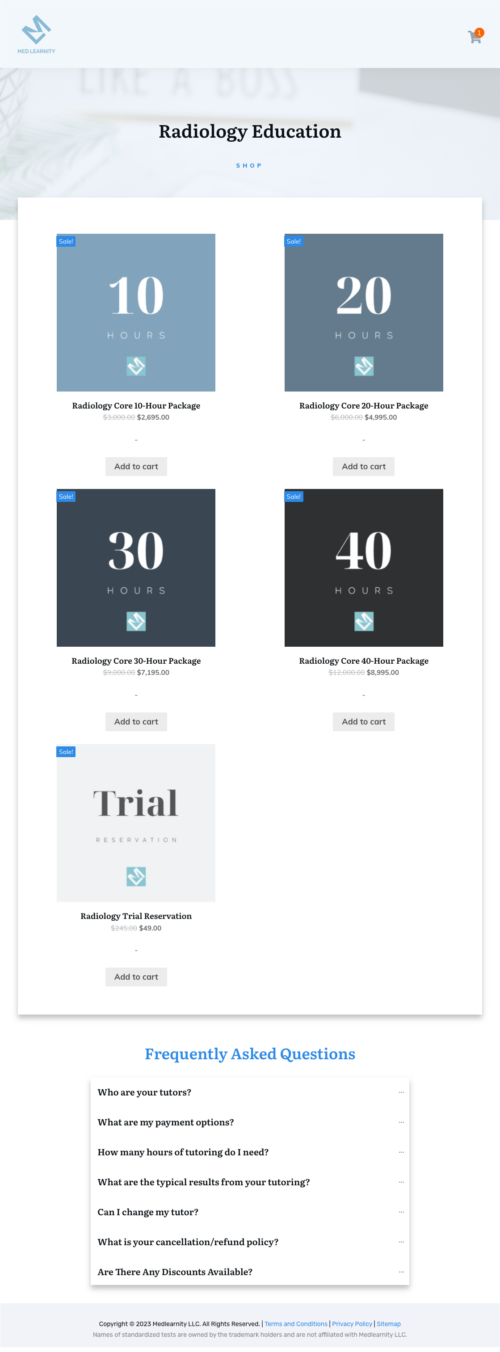 MED LEARNITY
1
LIKE A BOSS
Radiology Education
SHOP
Sale!
10
HOURS
Radiology Core 10-Hour Package
$3,000.00 $2,695.00
-
Add to cart
Sale!
20
HOURS
Radiology Core 20-Hour Package
$6,000.00 $4,995.00
-
Add to cart
Sale!
30
HOURS
Radiology Core 30-Hour Package
$9,000.00 $7,195.00
-
Add to cart
Sale!
40
HOURS
Radiology Core 40-Hour Package
$12,000.00 $8,995.00
-
Add to cart
Sale!
Trial
RESERVATION
Radiology Trial Reservation
$245.00 $49.00
-
Add to cart
Frequently Asked Questions
Who are your tutors?
What are my payment options?
How many hours of tutoring do I need?
What are the typical results from your tutoring?
Can I change my tutor?
What is your cancellation/refund policy?
Are There Any Discounts Available?
Copyright © 2023 Medlearnity LLC. All Rights Reserved. | Terms and Conditions | Privacy Policy | Sitemap
Names of standardized tests are owned by the trademark holders and are not affiliated with Medlearnity LLC.